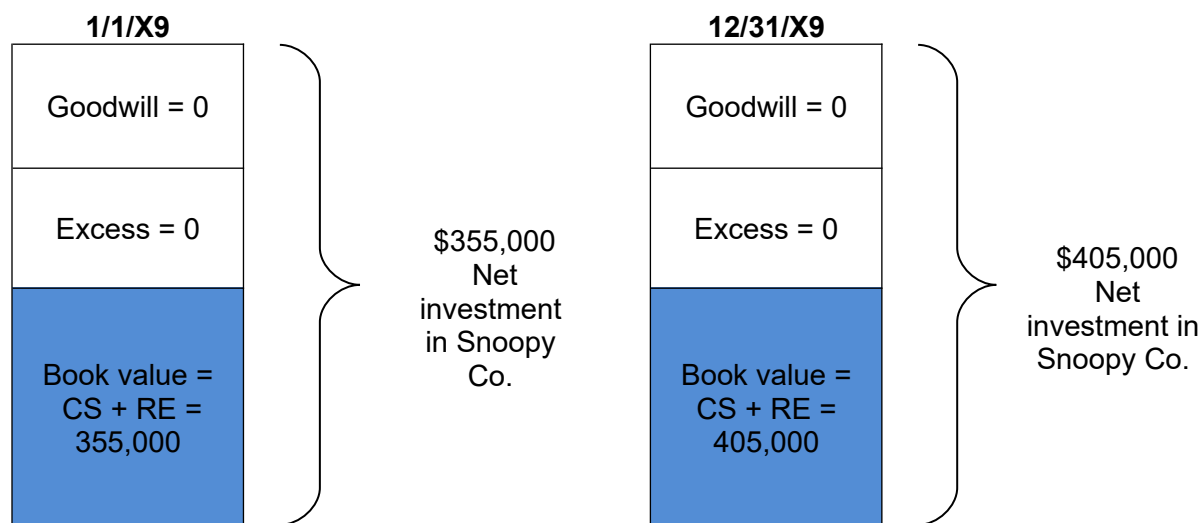 1/1/X9
Goodwill = 0
Excess = 0
Book value =
CS + RE =
355,000
$355,000
Net
investment
in Snoopy
Co.
12/31/X9
Goodwill = 0
Excess = 0
Book value =
CS + RE =
405,000
$405,000
Net
investment in
Snoopy Co.